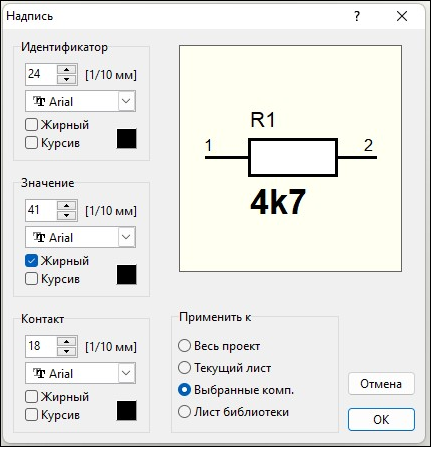 Надпись
?
Идентификатор
24 [1/10 мм]
Arial
Жирный
Курсив
Значение
41 [1/10 мм]
Arial
Жирный
Курсив
Контакт
18 [1/10 мм]
Arial
Жирный
Курсив
R1
1 2
4k7
Применить к
Весь проект
Текущий лист
Выбранные комп.
Лист библиотеки
Отмена
OK